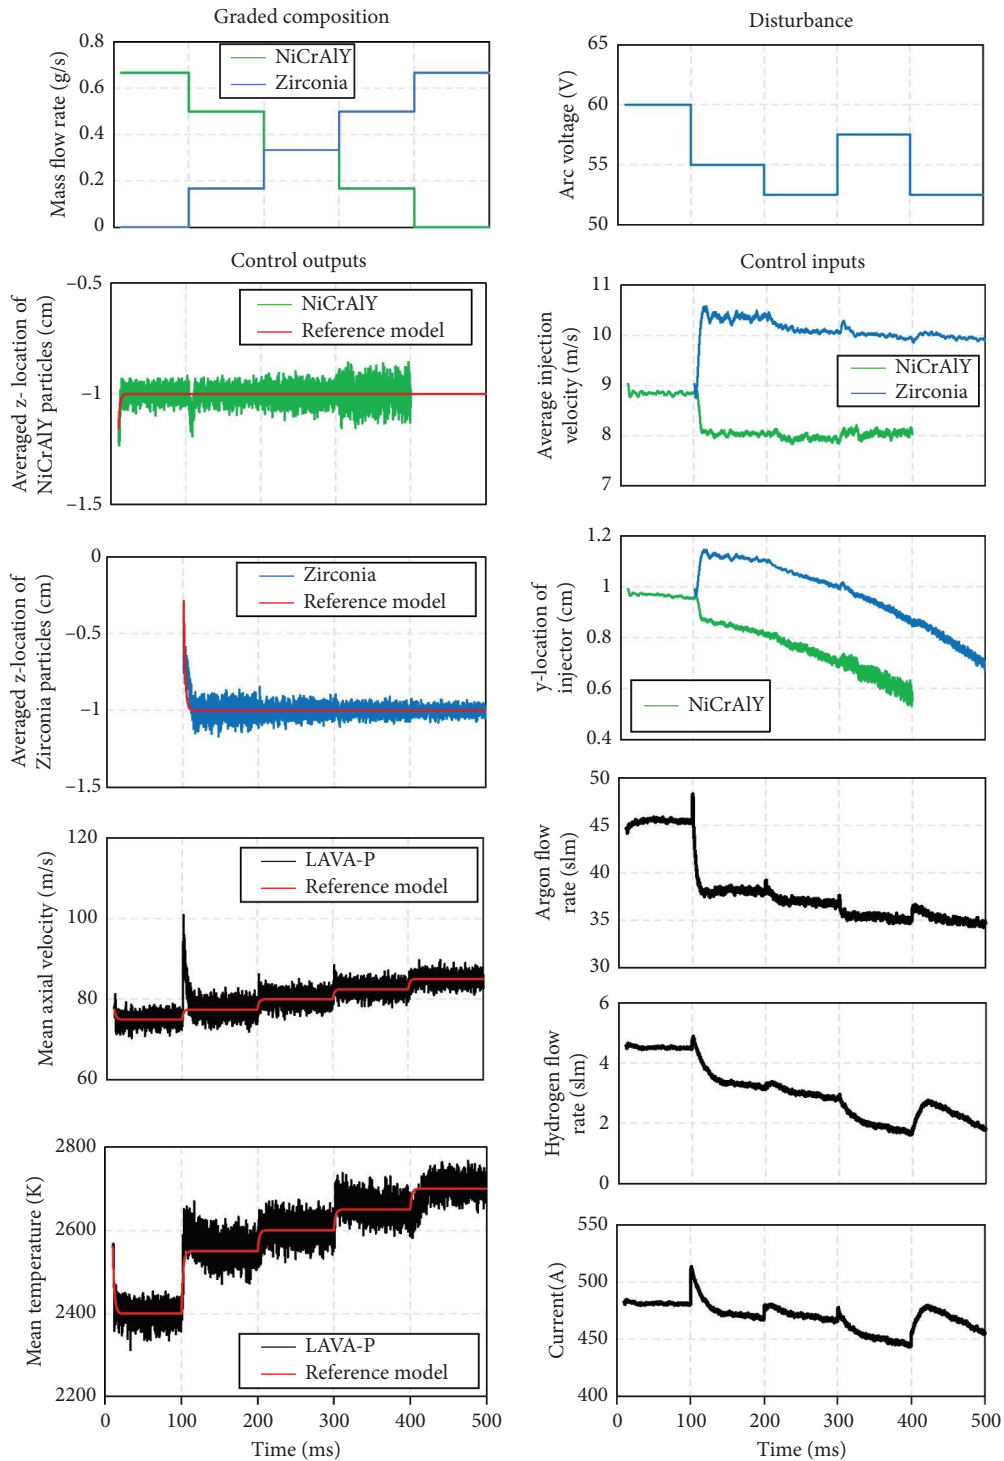 Graded composition
0.8
0.6
0.4
0.2
0
Mass flow rate (g/s)
NiCrAlY
Zirconia
Disturbance
65
60
55
50
Arc voltage (V)
Control outputs
−0.5
−1
−1.5
Averaged z- location of
NiCrAlY particles (cm)
NiCrAlY
Reference model
Control inputs
11
10
9
8
7
Average injection
velocity (m/s)
NiCrAlY
Zirconia
0
−0.5
−1
−1.5
Averaged z-location of
Zirconia particles (cm)
Zirconia
Reference model
1.2
1
0.8
0.6
0.4
y-location of
injector (cm)
NiCrAlY
120
100
80
60
Mean axial velocity (m/s)
LAVA-P
Reference model
50
45
40
35
30
Argon flow
rate (slm)
6
4
2
0
Hydrogen flow
rate (slm)
2800
2600
2400
2200
Mean temperature (K)
LAVA-P
Reference model
0 100 200 300 400 500
Time (ms)
550
500
450
400
Current(A)
0 100 200 300 400 500
Time (ms)